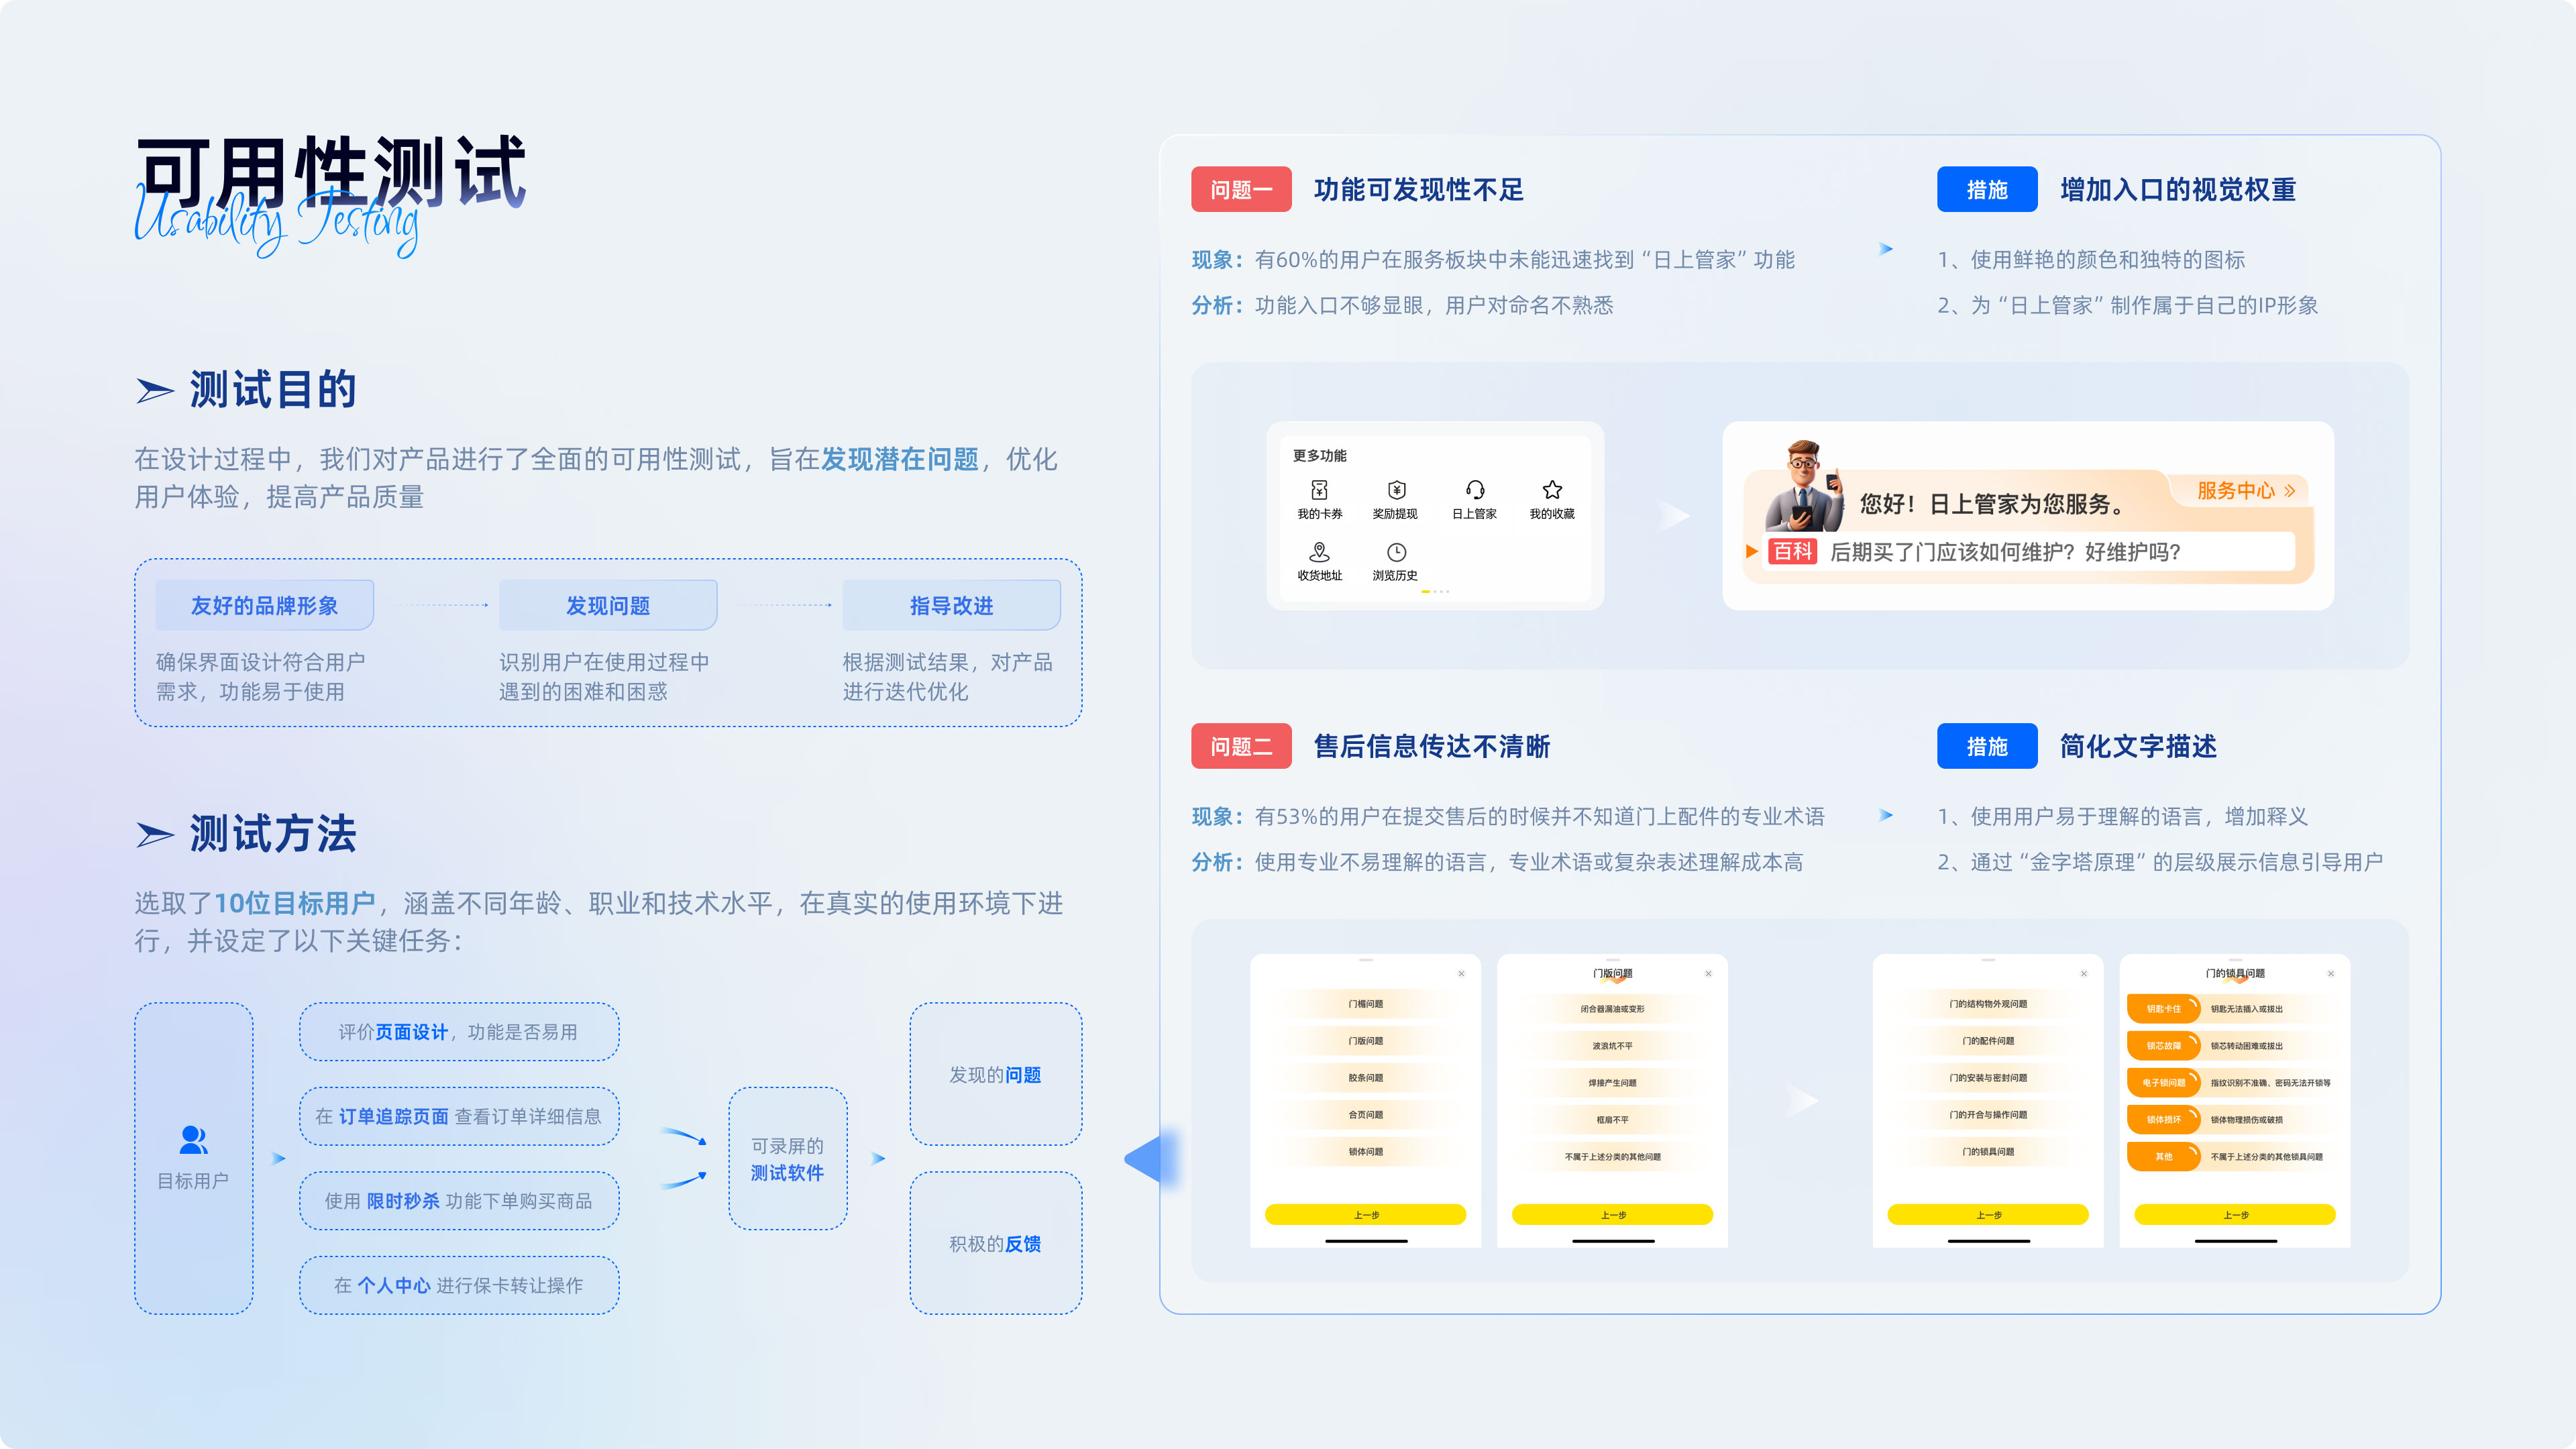 可用性测试
Usability Testing
测试目的
在设计过程中，我们对产品进行了全面的可用性测试，旨在发现潜在问题，优化
用户体验，提高产品质量
友好的品牌形象
确保界面设计符合用户
需求，功能易于使用
发现问题
识别用户在使用过程中
遇到的困难和困惑
指导改进
根据测试结果，对产品
进行迭代优化
测试方法
选取了10位目标用户，涵盖不同年龄、职业和技术水平，在真实的使用环境下进
行，并设定了以下关键任务：
目标用户
评价页面设计，功能是否易用
在 订单追踪页面 查看订单详细信息
使用 限时秒杀 功能下单购买商品
在 个人中心 进行保卡转让操作
可录屏的
测试软件
发现的问题
积极的反馈
问题一 功能可发现性不足
现象：有60%的用户在服务板块中未能迅速找到“日上管家”功能
分析：功能入口不够显眼，用户对命名不熟悉
措施 增加入口的视觉权重
1、使用鲜艳的颜色和独特的图标
2、为“日上管家”制作属于自己的IP形象
更多功能
我的卡券 奖励提现 日上管家 我的收藏
收货地址 浏览历史
服务中心
您好！日上管家为您服务。
百科 后期买了门应该如何维护？好维护吗？
问题二 售后信息传达不清晰
现象：有53%的用户在提交售后的时候并不知道门上配件的专业术语
分析：使用专业不易理解的语言，专业术语或复杂表述理解成本高
措施 简化文字描述
1、使用用户易于理解的语言，增加释义
2、通过“金字塔原理”的层级展示信息引导用户
门楣问题
门版问题
胶条问题
合页问题
锁体问题
上一步
门版问题
闭合器漏油或变形
波浪坑不平
焊接产生问题
框扇不平
不属于上述分类的其他问题
上一步
门的结构物外观问题
门的配件问题
门的安装与密封问题
门的开合与操作问题
门的锁具问题
上一步
门的锁具问题
钥匙卡住 钥匙无法插入或拔出
锁芯故障 锁芯转动困难或拔出
电子锁问题 指纹识别不准确、密码无法开锁等
锁体损坏 锁体物理损伤或破损
其他 不属于上述分类的其他锁具问题
上一步